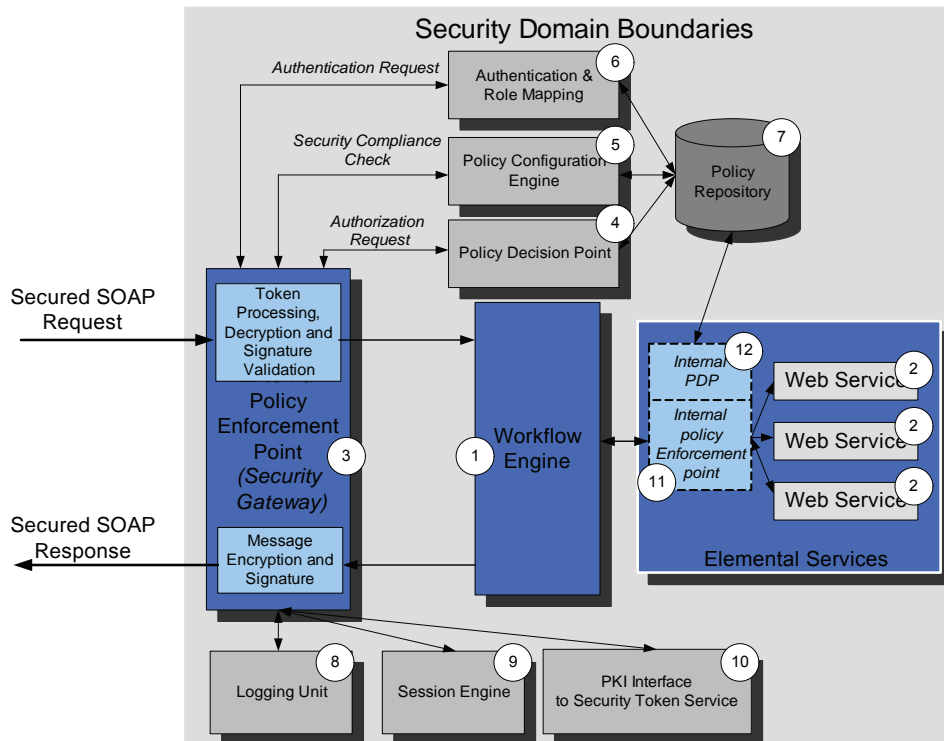 Security Domain Boundaries
Authentication Request
Authentication &
Role Mapping
6
Security Compliance
Check
Policy Configuration
Engine
5
7
Policy
Repository
Authorization
Request
Policy Decision Point
4
Secured SOAP
Request
Token
Processing,
Decryption and
Signature
Validation
Policy
Enforcement
Point
(Security
Gateway)
3
1
Workflow
Engine
Internal
PDP
12
Internal
policy
Enforcement
point
11
Web Service
2
Web Service
2
Web Service
2
Elemental Services
Secured SOAP
Response
Message
Encryption and
Signature
8
Logging Unit
9
Session Engine
10
PKI Interface
to Security Token Service